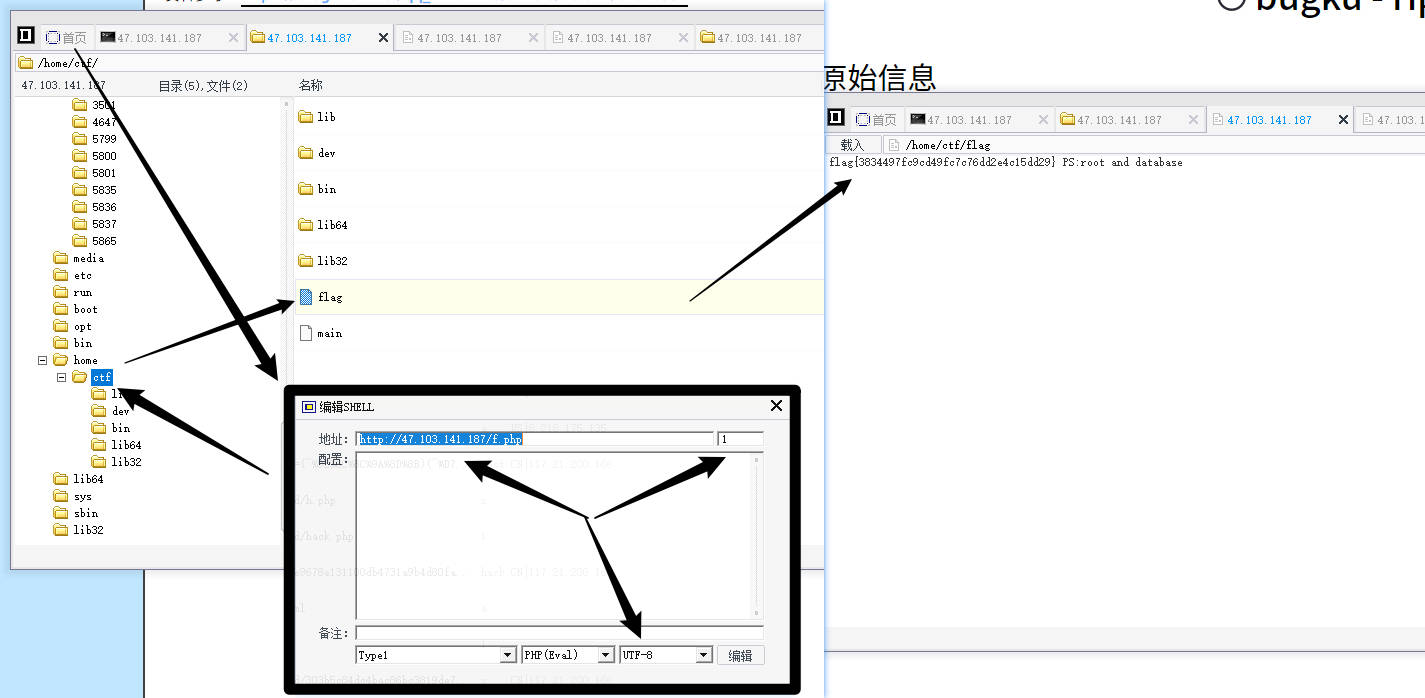 bugku -
原始信息
首页
47.103.141.187
47.103.141.187
47.103.141.187
47.103.141.187
47.103.141.187
/home/ctf/
47.103.141.187
目录(5),文件(2)
名称
3501
4647
5799
5800
5801
5835
5836
5837
5865
media
etc
run
boot
opt
bin
home
ctf
dev
bin
lib64
lib32
lib64
sys
sbin
lib32
lib
dev
bin
lib64
lib32
flag
main
首页
47.103.141.187
47.103.141.187
47.103.141.187
47.103.1
载入
/home/ctf/flag
flag{3834497fc9cd49fc7c76dd2e4c15dd29} PS:root and database
编辑SHELL
地址:
http://47.103.141.187/f.php
1
配置:
d/h.php
d/hack.php
备注:
Type1
PHP(Eval)
UTF-8
编辑